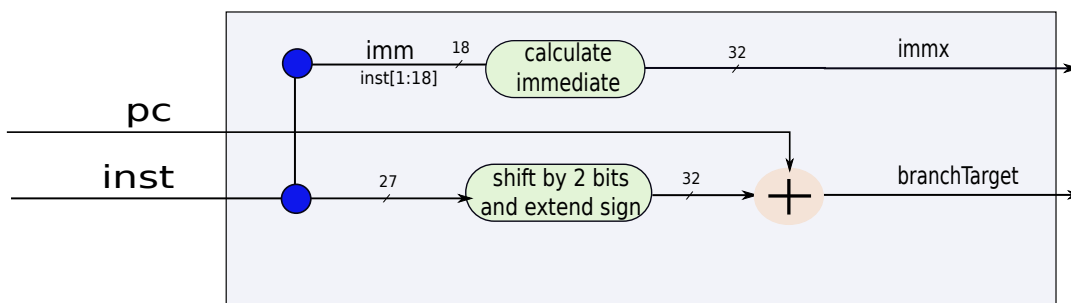 imm
18
inst[1:18]
calculate
immediate
32
immx
pc
inst
27
shift by 2 bits
and extend sign
32
+
branchTarget